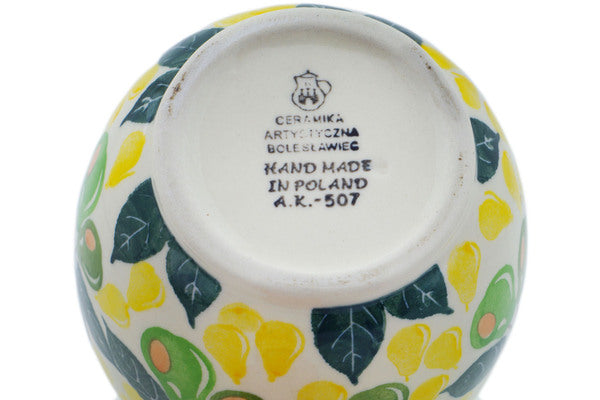 CERAMIKA
ARTYSTYCZNA
BOLESŁAWIEC
HAND MADE
IN POLAND
A.K.-507